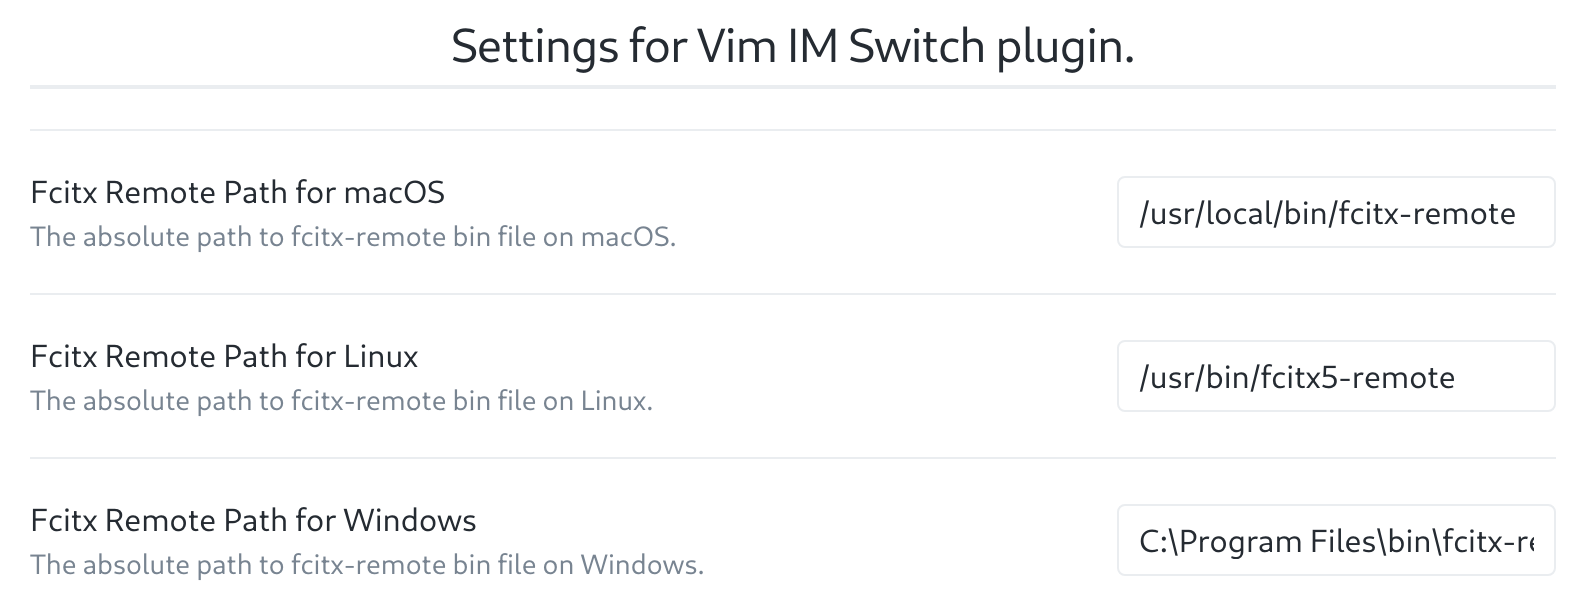 Settings for Vim IM Switch plugin.
Fcitx Remote Path for macOS
The absolute path to fcitx-remote bin file on macOS.
/usr/local/bin/fcitx-remote
Fcitx Remote Path for Linux
The absolute path to fcitx-remote bin file on Linux.
/usr/bin/fcitx5-remote
Fcitx Remote Path for Windows
The absolute path to fcitx-remote bin file on Windows.
C:\Program Files\bin\fcitx-re